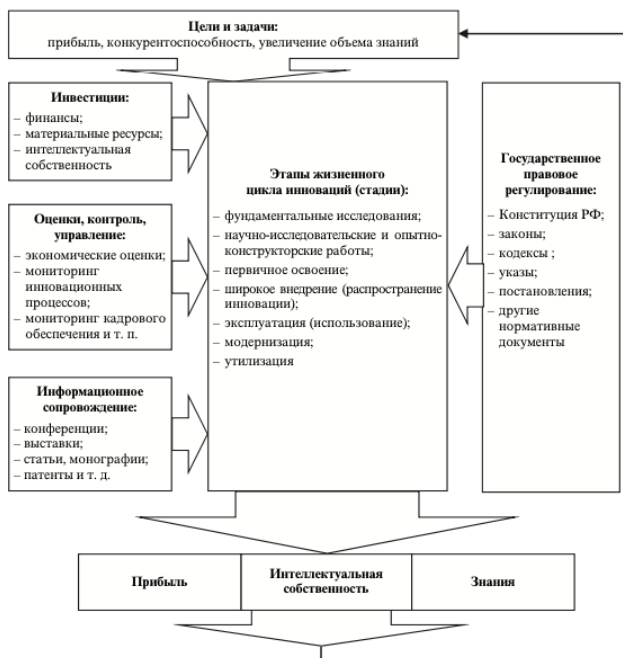 Цели и задачи:
прибыль, конкурентоспособность, увеличение объема знаний
Инвестиции:
– финансы;
– материальные ресурсы;
– интеллектуальная
собственность
Оценки, контроль,
управление:
– экономические оценки;
– мониторинг
инновационных
процессов;
– мониторинг кадрового
обеспечения и т. п.
Информационное
сопровождение:
– конференции;
– выставки;
– статьи, монографии;
– патенты и т. д.
Этапы жизненного
цикла инноваций (стадии):
– фундаментальные исследования;
– научно-исследовательские и опытно-
конструкторские работы;
– первичное освоение;
– широкое внедрение (распространение
инновации);
– эксплуатация (использование);
– модернизация;
– утилизация
Государственное
правовое
регулирование:
– Конституция РФ;
– законы;
– кодексы ;
– указы;
– постановления;
– другие
нормативные
документы
Прибыль
Интеллектуальная
собственность
Знания